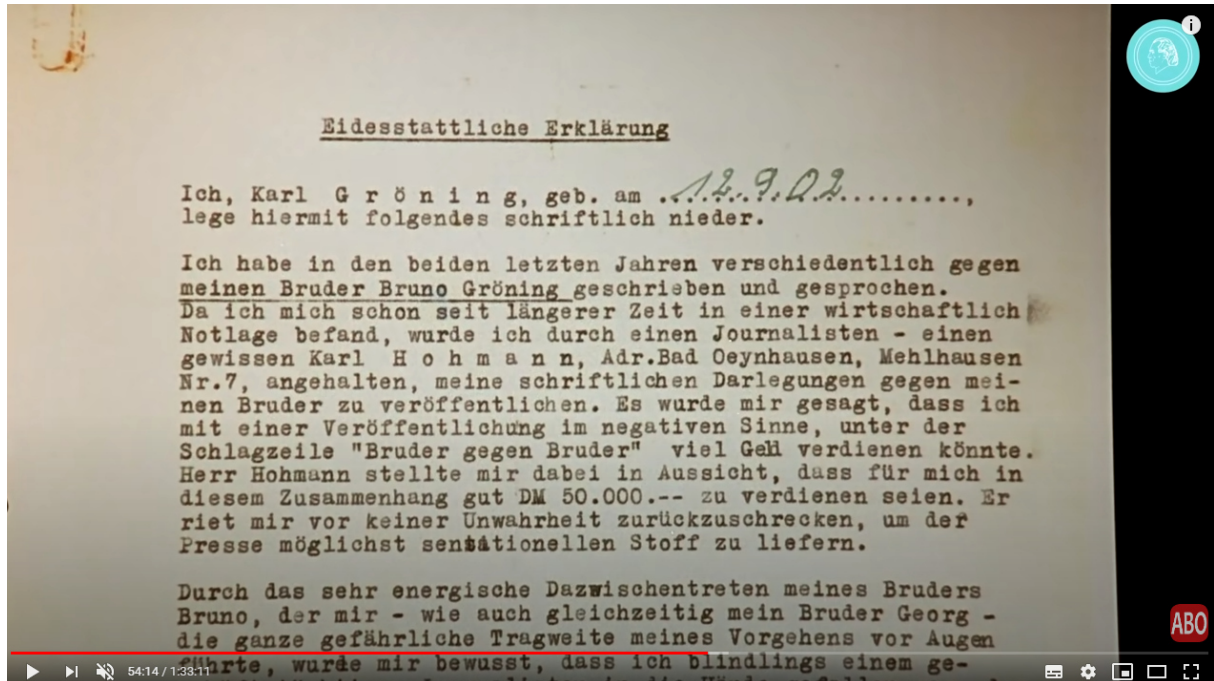 Eidesstattliche Erklärung
Ich, Karl G r ö n i n g, geb. am .12.9.02..........,
lege hiermit folgendes schriftlich nieder.
Ich habe in den beiden letzten Jahren verschiedentlich gegen
meinen Bruder Bruno Gröning geschrieben und gesprochen.
Da ich mich schon seit längerer Zeit in einer wirtschaftlich
Notlage befand, wurde ich durch einen Journalisten - einen
gewissen Karl H o h m a n n, Adr.Bad Oeynhausen, Mehlhausen
Nr.7, angehalten, meine schriftlichen Darlegungen gegen mei-
nen Bruder zu veröffentlichen. Es wurde mir gesagt, dass ich
mit einer Veröffentlichung im negativen Sinne, unter der
Schlagzeile "Bruder gegen Bruder" viel Geld verdienen könnte.
Herr Hohmann stellte mir dabei in Aussicht, dass für mich in
diesem Zusammenhang gut DM 50.000.-- zu verdienen seien. Er
riet mir vor keiner Unwahrheit zurückzuschrecken, um der
Presse möglichst sensationellen Stoff zu liefern.
Durch das sehr energische Dazwischentreten meines Bruders
Bruno, der mir - wie auch gleichzeitig mein Bruder Georg -
die ganze gefährliche Tragweite meines Vorgehens vor Augen
führte, wurde mir bewusst, dass ich blindlings einem ge-
ABO
54:14 / 1:33:11